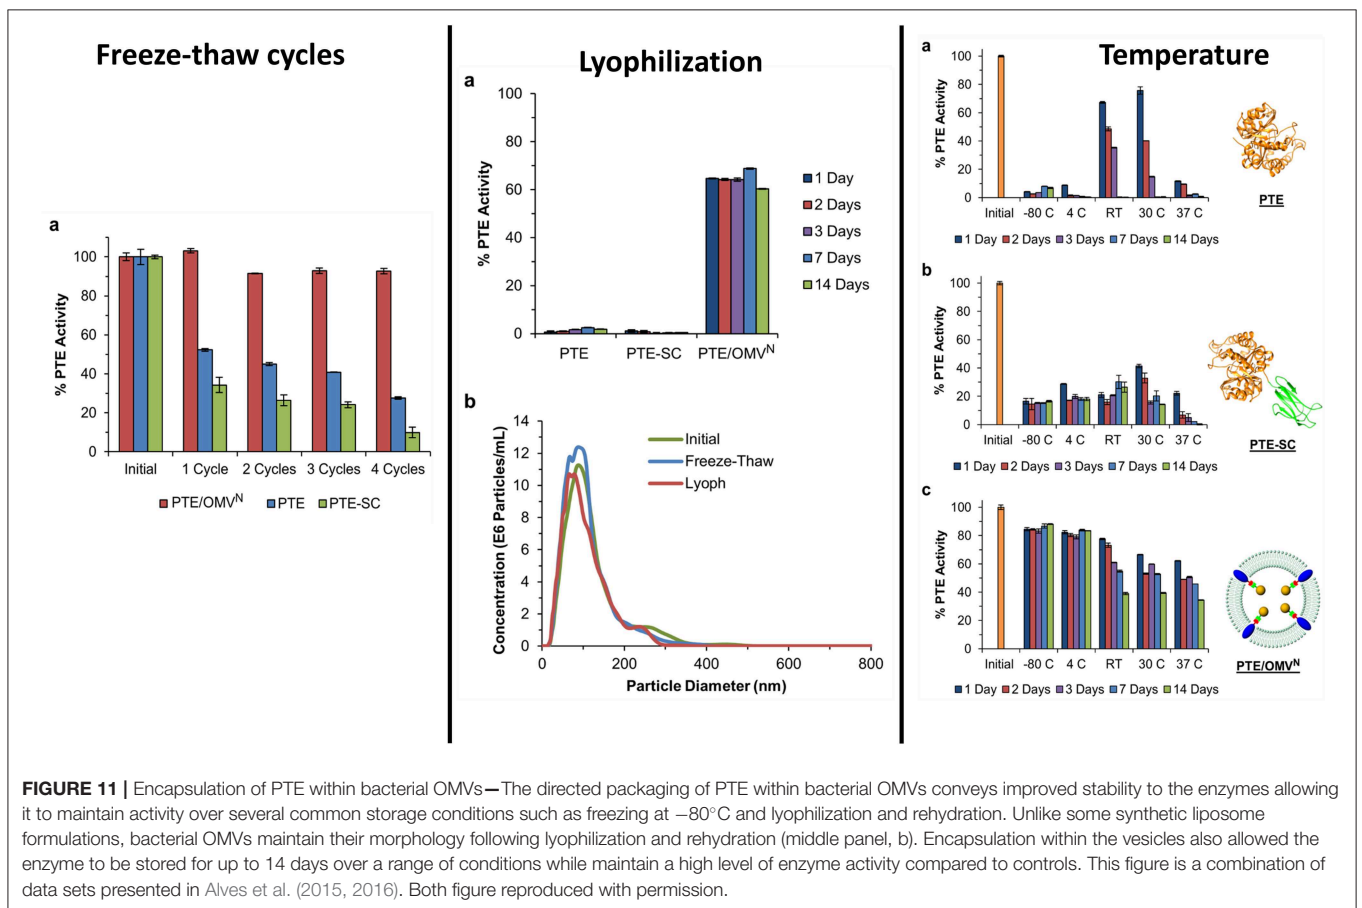 Freeze-thaw cycles
a
% PTE Activity
100
80
60
40
20
0
Initial
1 Cycle
2 Cycles
3 Cycles
4 Cycles
PTE/OMVᴺ
PTE
PTE-SC
Lyophilization
a
% PTE Activity
100
80
60
40
20
0
PTE
PTE-SC
PTE/OMVᴺ
1 Day
2 Days
3 Days
7 Days
14 Days
b
Concentration (E6 Particles/mL)
14
12
10
8
6
4
2
0
0
200
400
600
800
Particle Diameter (nm)
Initial
Freeze-Thaw
Lyoph
Temperature
a
% PTE Activity
100
80
60
40
20
0
Initial
-80 C
4 C
RT
30 C
37 C
1 Day
2 Days
3 Days
7 Days
14 Days
PTE
b
% PTE Activity
100
80
60
40
20
0
Initial
-80 C
4 C
RT
30 C
37 C
1 Day
2 Days
3 Days
7 Days
14 Days
PTE-SC
c
% PTE Activity
100
80
60
40
20
0
Initial
-80 C
4 C
RT
30 C
37 C
1 Day
2 Days
3 Days
7 Days
14 Days
PTE/OMVᴺ
FIGURE 11 | Encapsulation of PTE within bacterial OMVs—The directed packaging of PTE within bacterial OMVs conveys improved stability to the enzymes allowing
it to maintain activity over several common storage conditions such as freezing at −80°C and lyophilization and rehydration. Unlike some synthetic liposome
formulations, bacterial OMVs maintain their morphology following lyophilization and rehydration (middle panel, b). Encapsulation within the vesicles also allowed the
enzyme to be stored for up to 14 days over a range of conditions while maintain a high level of enzyme activity compared to controls. This figure is a combination of
data sets presented in Alves et al. (2015, 2016). Both figure reproduced with permission.